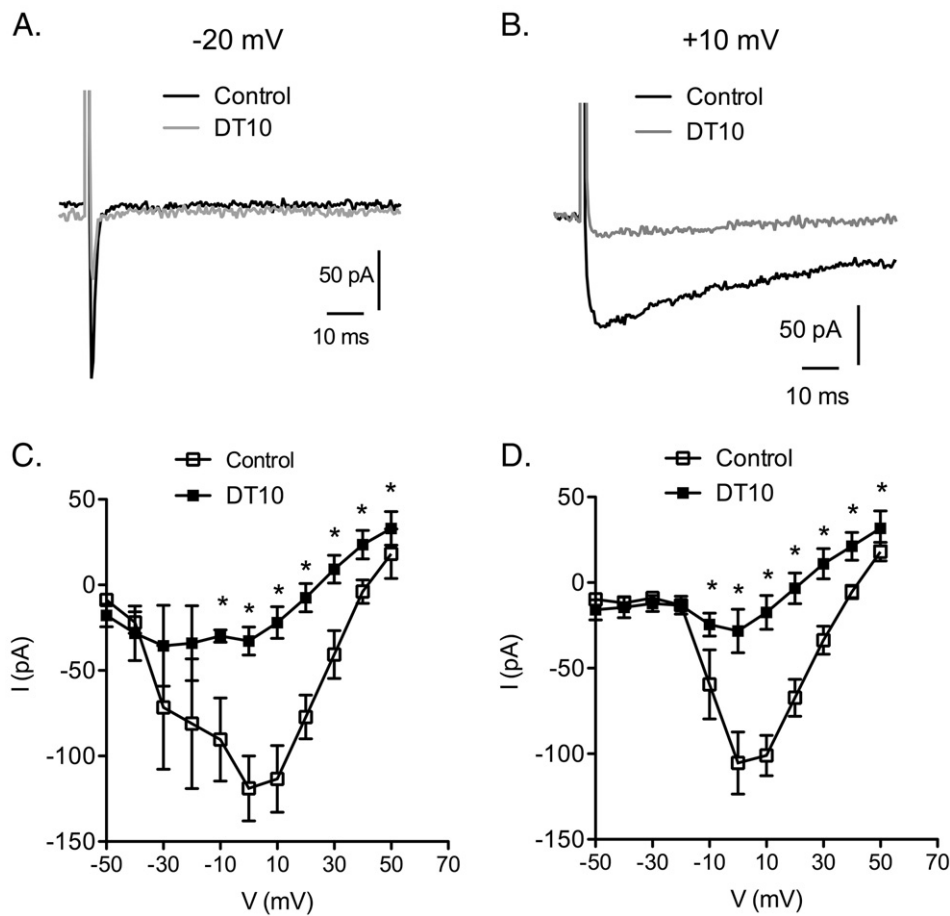 A.
-20 mV
Control
DT10
50 pA
10 ms
B.
+10 mV
Control
DT10
50 pA
10 ms
C.
Control
DT10
50
0
-50
-100
-150
I (pA)
* * * * * * *
-50 -30 -10 10 30 50 70
V (mV)
D.
Control
DT10
50
0
-50
-100
-150
I (pA)
* * * * * * *
-50 -30 -10 10 30 50 70
V (mV)